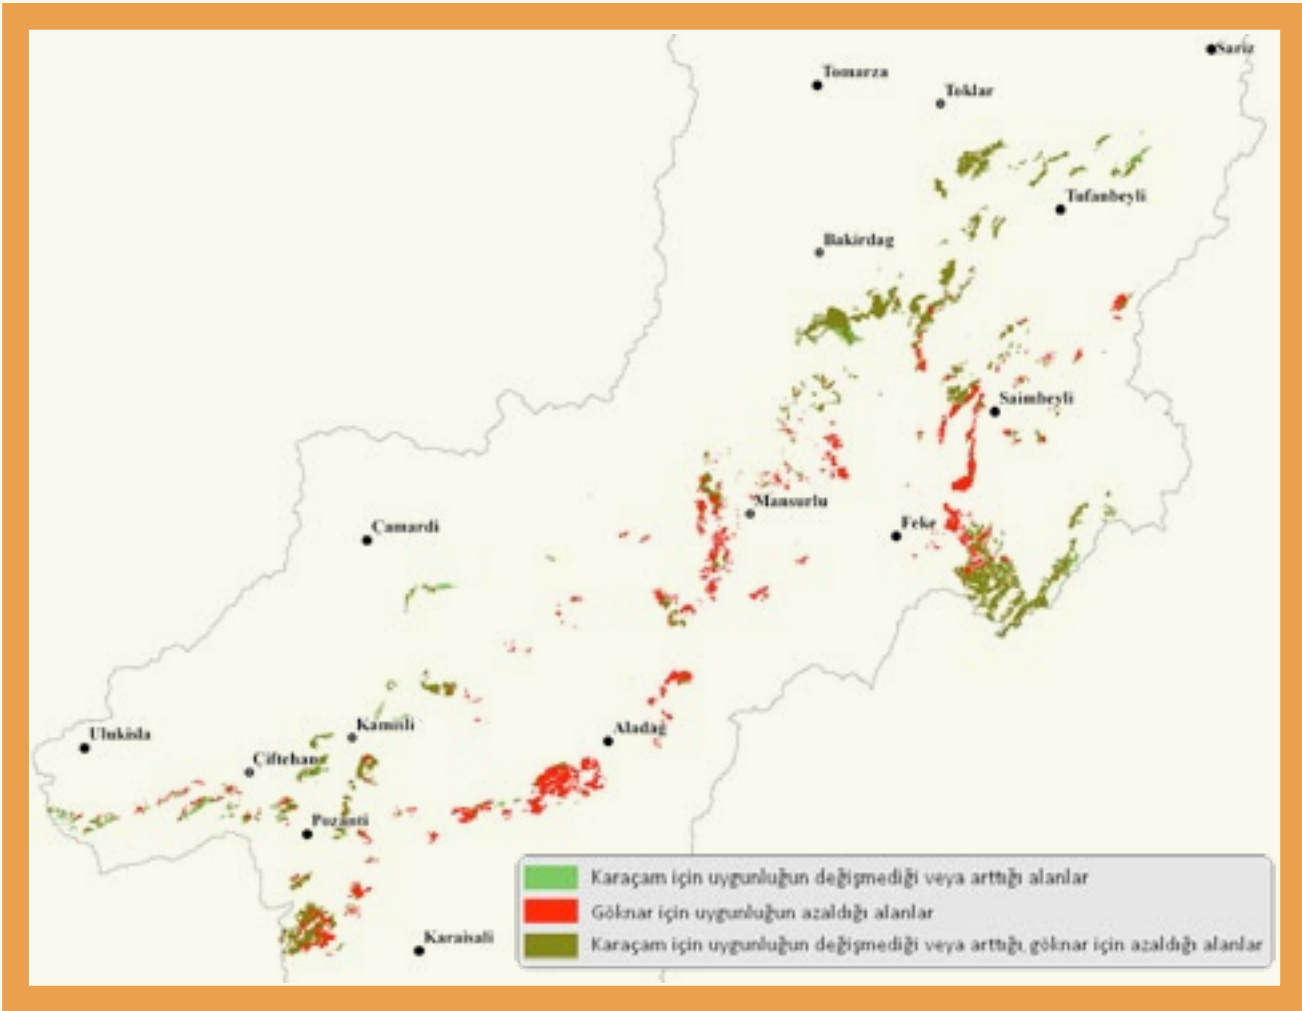 Sariz
Tomarza
Toklar
Tufanbeyli
Bakirdag
Saimbeyli
Mansurlu
Feke
Çamardi
Ulukisla
Kamisli
Aladağ
Çiftehan
Pozanti
Karaisali
Karaçam için uygunluğun değişmediği veya arttığı alanlar
Göknar için uygunluğun azaldığı alanlar
Karaçam için uygunluğun değişmediği veya arttığı, göknar için azaldığı alanlar